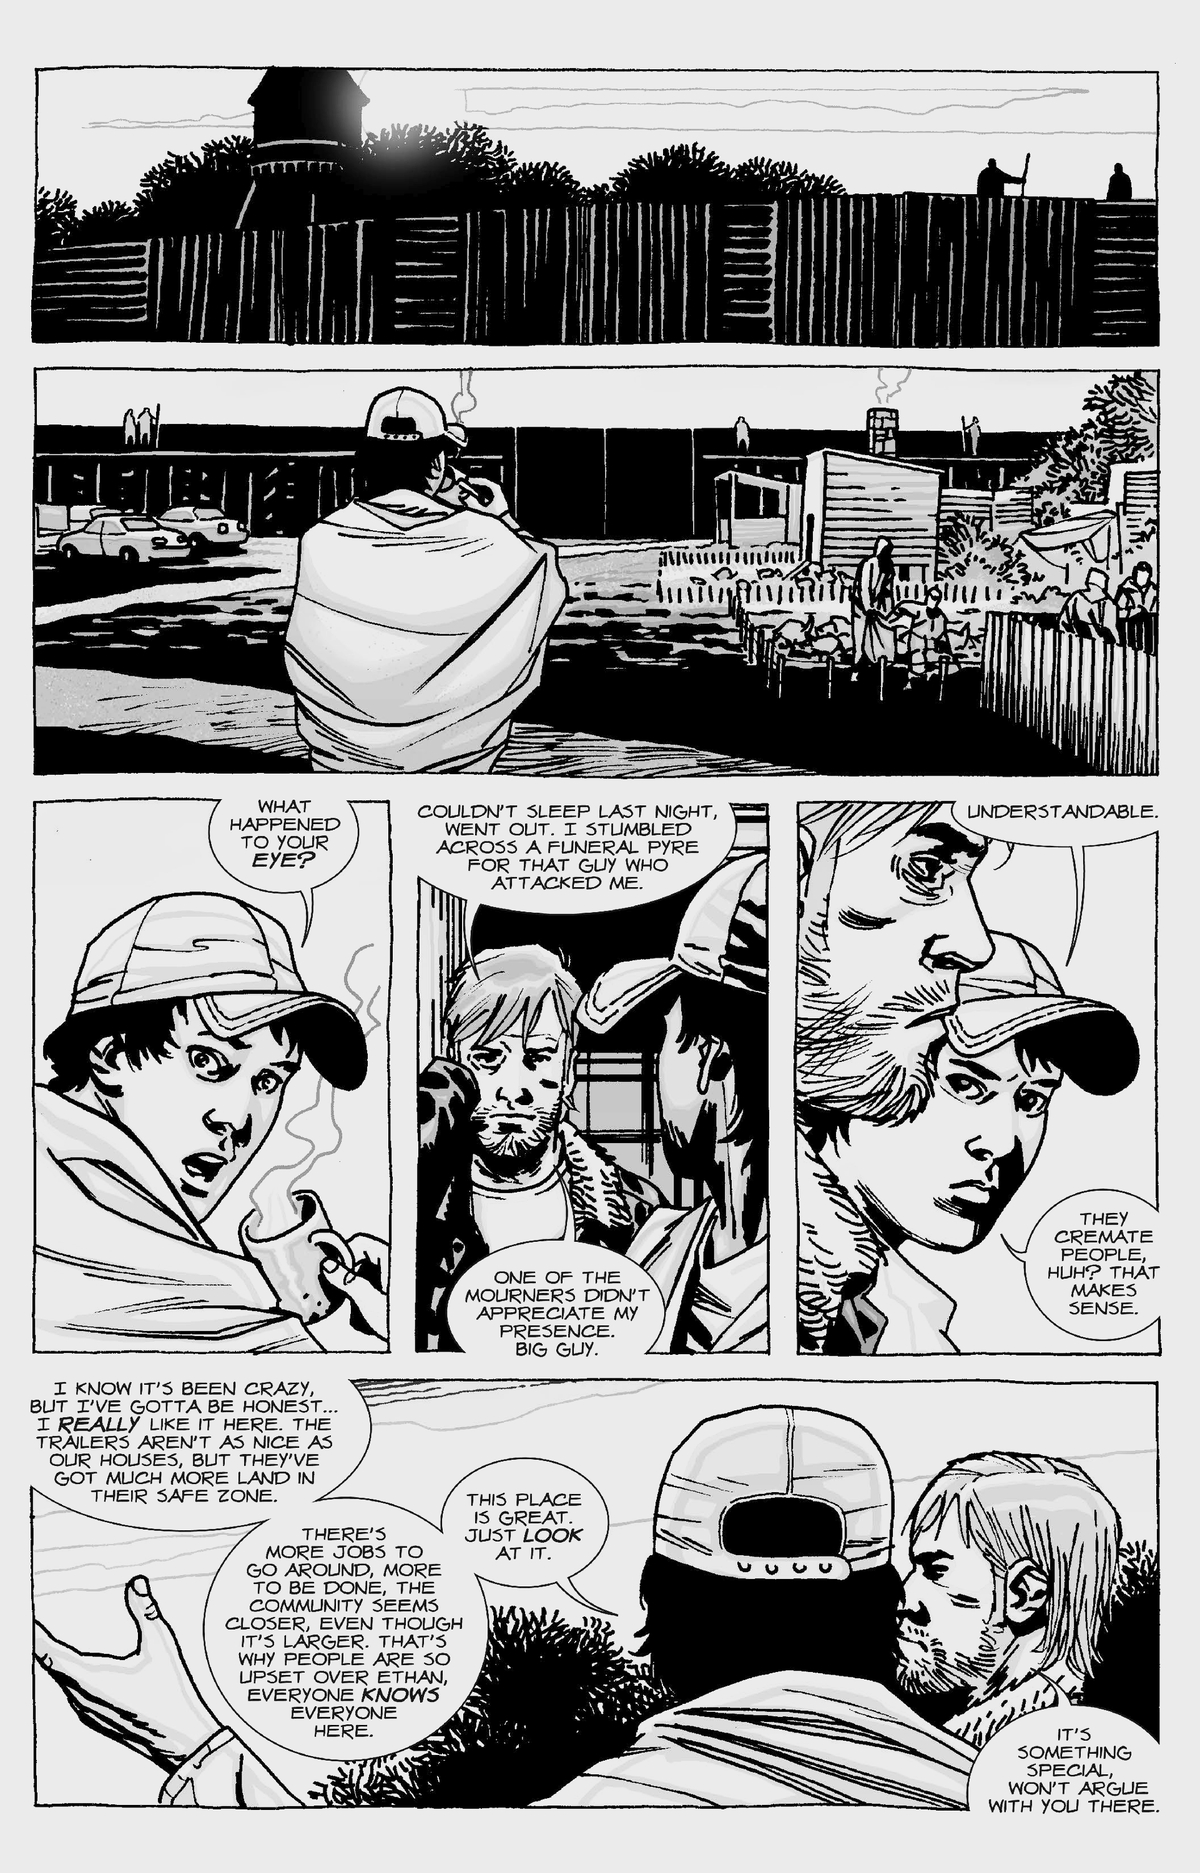 WHAT
HAPPENED
TO YOUR
EYE?
COULDN'T SLEEP LAST NIGHT,
WENT OUT. I STUMBLED
ACROSS A FUNERAL PYRE
FOR THAT GUY WHO
ATTACKED ME.
ONE OF THE
MOURNERS DIDN'T
APPRECIATE MY
PRESENCE.
BIG GUY.
UNDERSTANDABLE.
THEY
CREMATE
PEOPLE,
HUH? THAT
MAKES
SENSE.
I KNOW IT'S BEEN CRAZY,
BUT I'VE GOTTA BE HONEST...
I REALLY LIKE IT HERE. THE
TRAILERS AREN'T AS NICE AS
OUR HOUSES, BUT THEY'VE
GOT MUCH MORE LAND IN
THEIR SAFE ZONE.
THERE'S
MORE JOBS TO
GO AROUND, MORE
TO BE DONE, THE
COMMUNITY SEEMS
CLOSER, EVEN THOUGH
IT'S LARGER. THAT'S
WHY PEOPLE ARE SO
UPSET OVER ETHAN,
EVERYONE KNOWS
EVERYONE
HERE.
THIS PLACE
IS GREAT.
JUST LOOK
AT IT.
IT'S
SOMETHING
SPECIAL,
WON'T ARGUE
WITH YOU THERE.